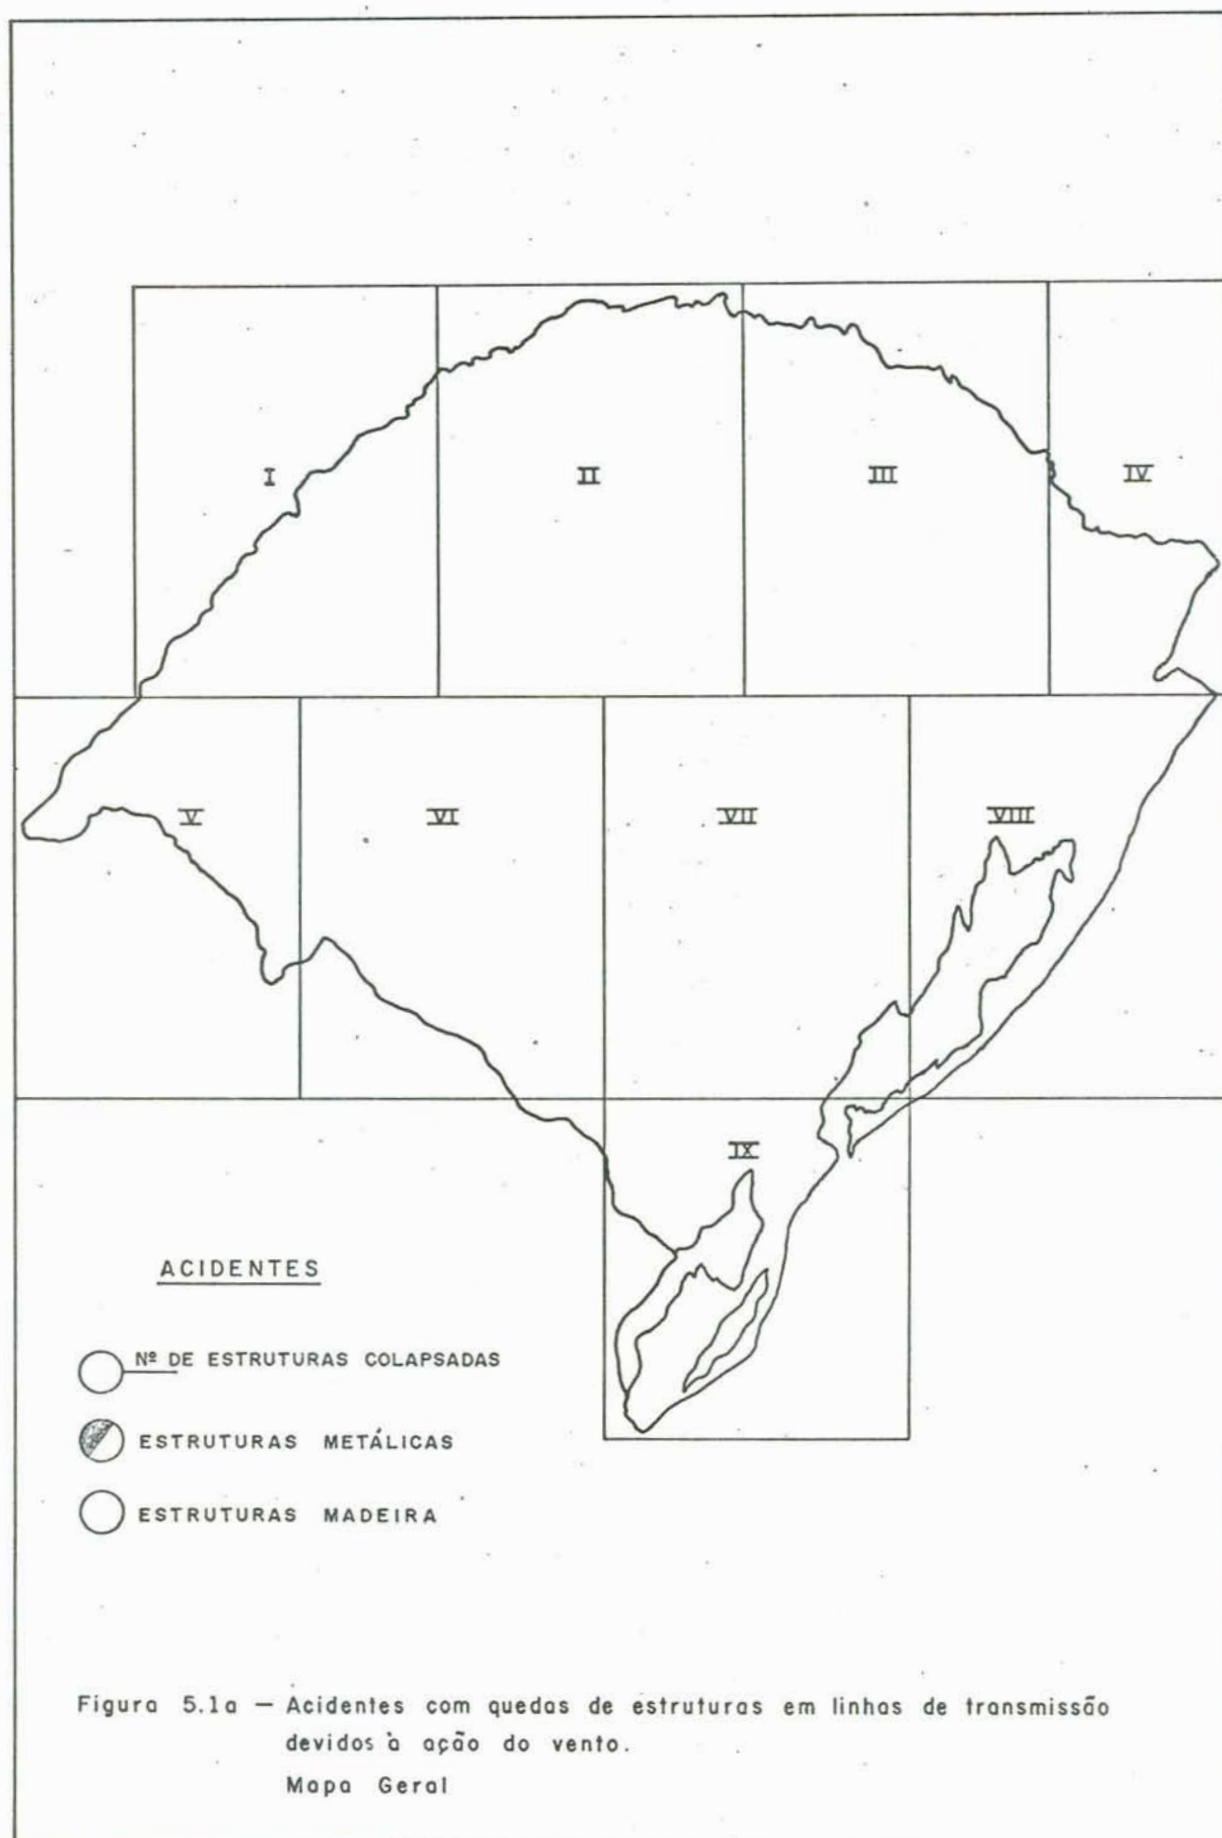 I
II
III
IV
V
VI
VII
VIII
IX
ACIDENTES
Nº DE ESTRUTURAS COLAPSADAS
ESTRUTURAS METÁLICAS
ESTRUTURAS MADEIRA
Figura 5.1a — Acidentes com quedas de estruturas em linhas de transmissão
devidos à ação do vento.
Mapa Geral